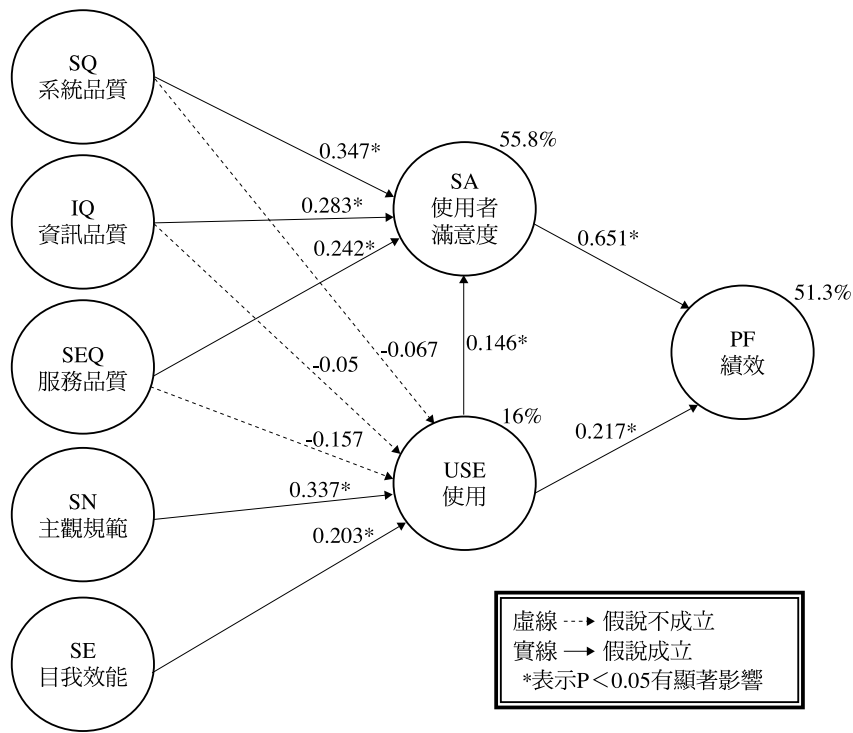 SQ
系統品質
IQ
資訊品質
SEQ
服務品質
SN
主觀規範
SE
目我效能
0.347*
0.283*
0.242*
-0.067
-0.05
-0.157
0.337*
0.203*
55.8%
SA
使用者
滿意度
0.146*
16%
USE
使用
0.651*
0.217*
51.3%
PF
績效
虛線 假說不成立
實線 假說成立
*表示P＜0.05有顯著影響